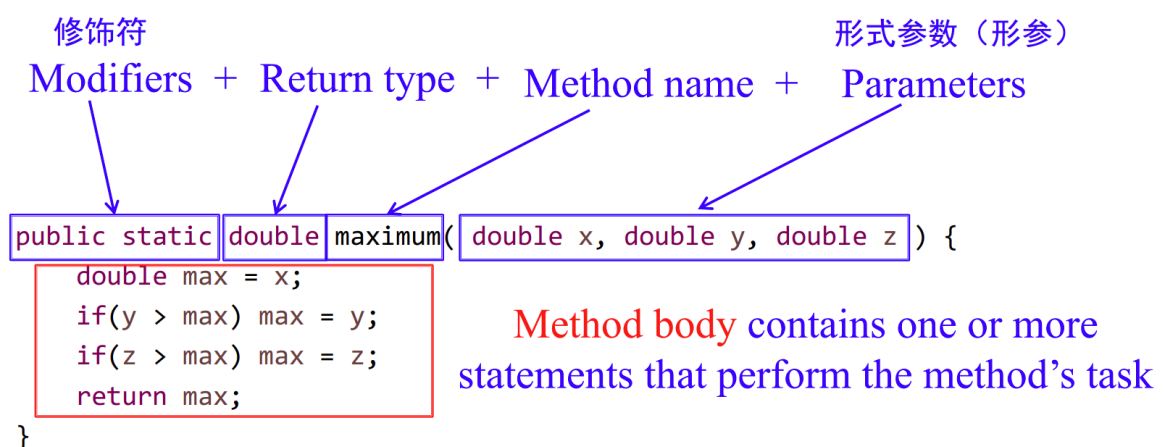 修饰符 形式参数（形参）
Modifiers + Return type + Method name + Parameters
public static double maximum( double x, double y, double z ) {
double max = x;
if(y > max) max = y;
if(z > max) max = z;
return max;
}
Method body contains one or more
statements that perform the method’s task